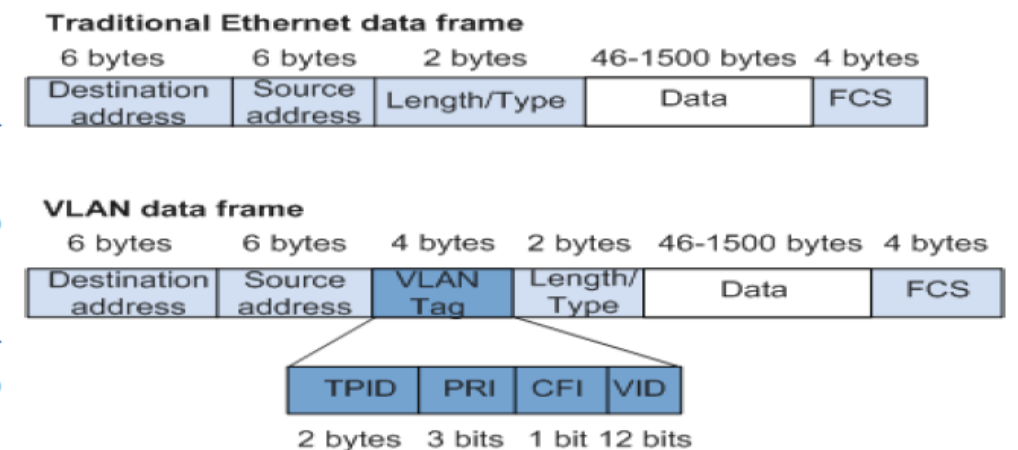 Traditional Ethernet data frame
6 bytes 6 bytes 2 bytes 46-1500 bytes 4 bytes
Destination address Source address Length/Type Data FCS
VLAN data frame
6 bytes 6 bytes 4 bytes 2 bytes 46-1500 bytes 4 bytes
Destination address Source address VLAN Tag Length/ Type Data FCS
TPID PRI CFI VID
2 bytes 3 bits 1 bit 12 bits